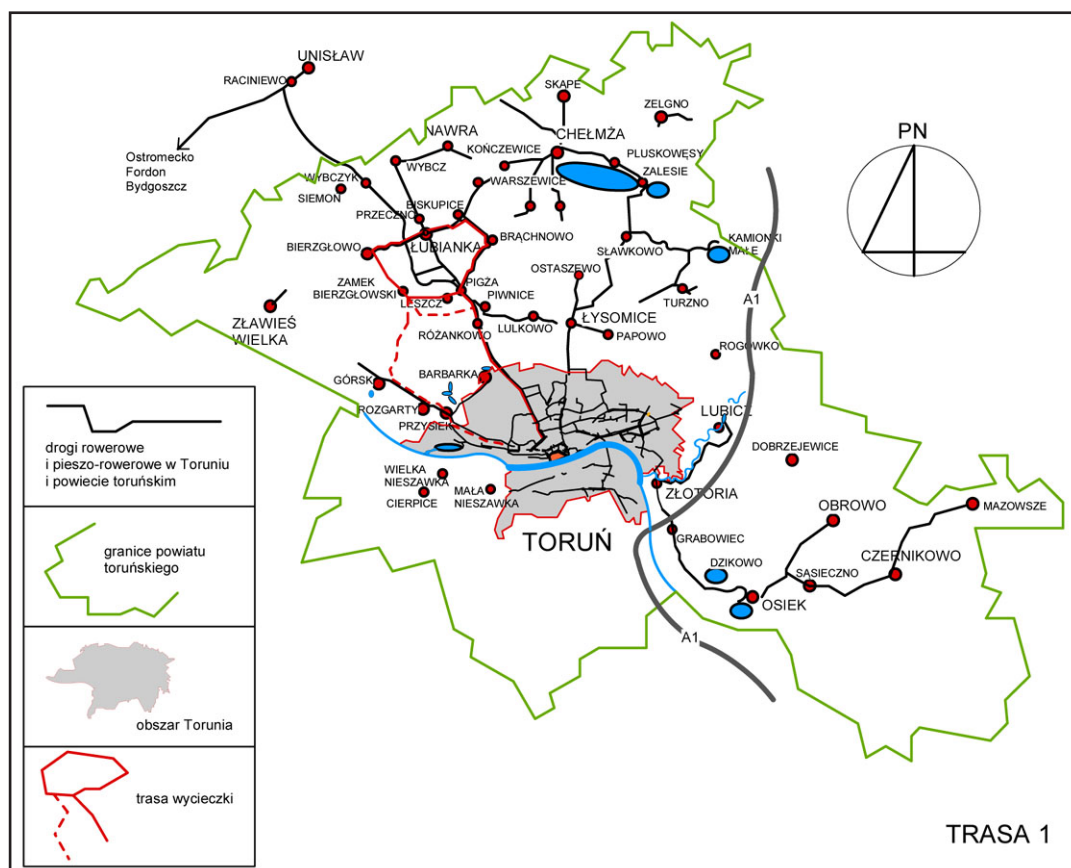 UNISŁAW
RACINIEWO
Ostromecko
Fordon
Bydgoszcz
SKĄPE
ZELGNO
PN
NAWRA
CHEŁMŻA
KOŃCZEWICE
PLUSKOWĘSY
WYBCZ
ZALESIE
WYBCZYK
WARSZEWICE
SIEMOŃ
BISKUPICE
PRZECZNO
BIERZGŁOWO
ŁUBIANKA
BRĄCHNOWO
SŁAWKOWO
KAMIONKI
MAŁE
OSTASZEWO
ZAMEK
BIERZGŁOWSKI
PIGŻA
LESZCZ
PIWNICE
TURZNO
A1
ZŁAWIEŚ
WIELKA
LULKOWO
ŁYSOMICE
RÓŻANKOWO
PAPOWO
ROGÓWKO
BARBARKA
GÓRSK
ROZGARTY
PRZYSIEK
LUBICZ
DOBRZEJEWICE
WIELKA
NIESZAWKA
CIERPICE
MAŁA
NIESZAWKA
ZŁOTORIA
TORUŃ
GRABOWIEC
OBROWO
MAZOWSZE
DZIKOWO
CZERNIKOWO
SĄSIECZNO
OSIEK
A1
drogi rowerowe
i pieszo-rowerowe w Toruniu
i powiecie toruńskim
granice powiatu
toruńskiego
obszar Torunia
trasa wycieczki
TRASA 1